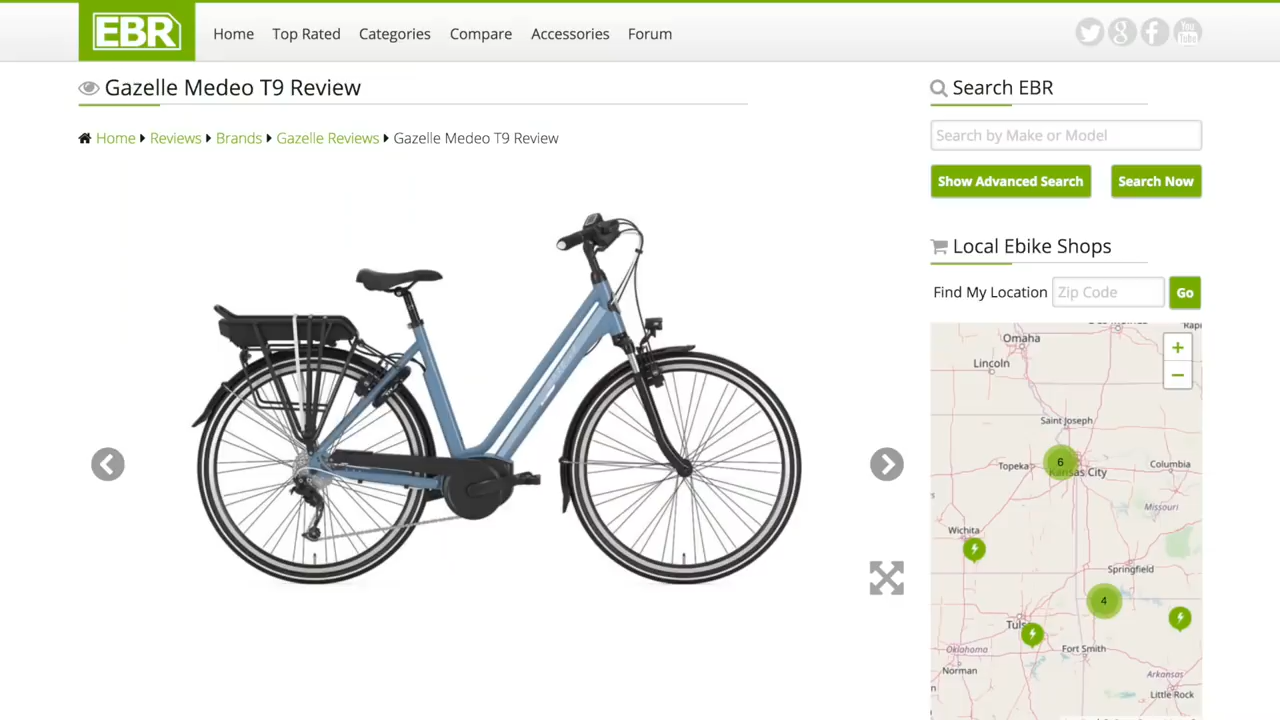 EBR
Home Top Rated Categories Compare Accessories Forum
You
Tube
Gazelle Medeo T9 Review
Home Reviews Brands Gazelle Reviews Gazelle Medeo T9 Review
Search EBR
Search by Make or Model
Show Advanced Search Search Now
Local Ebike Shops
Find My Location Zip Code Go
Omaha
Lincoln
+
−
Saint Joseph
6
Topeka
Kansas City
Columbia
Missouri
Wichita
Springfield
4
Fort Smith
Oklahoma
Norman
Arkansas
Little Rock